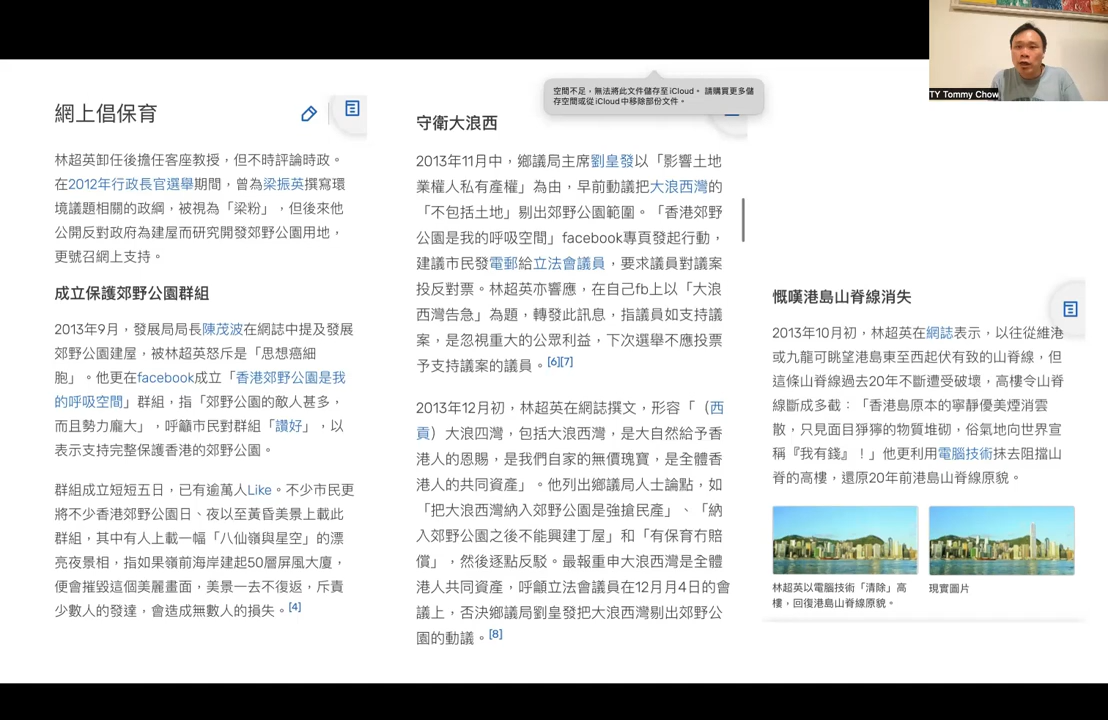 TY Tommy Chow
空間不足，無法將此文件儲存至 iCloud。 請購買更多儲
存空間或從 iCloud 中移除部份文件。
網上倡保育
林超英卸任後擔任客座教授，但不時評論時政。
在2012年行政長官選舉期間，曾為梁振英撰寫環
境議題相關的政綱，被視為「梁粉」，但後來他
公開反對政府為建屋而研究開發郊野公園用地，
更號召網上支持。
成立保護郊野公園群組
2013年9月，發展局局長陳茂波在網誌中提及發展
郊野公園建屋，被林超英怒斥是「思想癌細
胞」。他更在facebook成立「香港郊野公園是我
的呼吸空間」群組，指「郊野公園的敵人甚多，
而且勢力龐大」，呼籲市民對群組「讚好」，以
表示支持完整保護香港的郊野公園。
群組成立短短五日，已有逾萬人Like。不少市民更
將不少香港郊野公園日、夜以至黃昏美景上載此
群組，其中有人上載一幅「八仙嶺與星空」的漂
亮夜景相，指如果嶺前海岸建起50層屏風大廈，
便會摧毀這個美麗畫面，美景一去不復返，斥責
少數人的發達，會造成無數人的損失。[4]
守衛大浪西
2013年11月中，鄉議局主席劉皇發以「影響土地
業權人私有產權」為由，早前動議把大浪西灣的
「不包括土地」剔出郊野公園範圍。「香港郊野
公園是我的呼吸空間」facebook專頁發起行動，
建議市民發電郵給立法會議員，要求議員對議案
投反對票。林超英亦響應，在自己fb上以「大浪
西灣告急」為題，轉發此訊息，指議員如支持議
案，是忽視重大的公眾利益，下次選舉不應投票
予支持議案的議員。[6][7]
2013年12月初，林超英在網誌撰文，形容「（西
貢）大浪四灣，包括大浪西灣，是大自然給予香
港人的恩賜，是我們自家的無價瑰寶，是全體香
港人的共同資產」。他列出鄉議局人士論點，如
「把大浪西灣納入郊野公園是強搶民產」、「納
入郊野公園之後不能興建丁屋」和「有保育冇賠
償」，然後逐點反駁。最報重申大浪西灣是全體
港人共同資產，呼籲立法會議員在12月月4日的會
議上，否決鄉議局劉皇發把大浪西灣剔出郊野公
園的動議。[8]
慨嘆港島山脊線消失
2013年10月初，林超英在網誌表示，以往從維港
或九龍可眺望港島東至西起伏有致的山脊線，但
這條山脊線過去20年不斷遭受破壞，高樓令山脊
線斷成多截：「香港島原本的寧靜優美煙消雲
散，只見面目猙獰的物質堆砌，俗氣地向世界宣
稱『我有錢』！」他更利用電腦技術抹去阻擋山
脊的高樓，還原20年前港島山脊線原貌。
林超英以電腦技術「清除」高
樓，回復港島山脊線原貌。
現實圖片